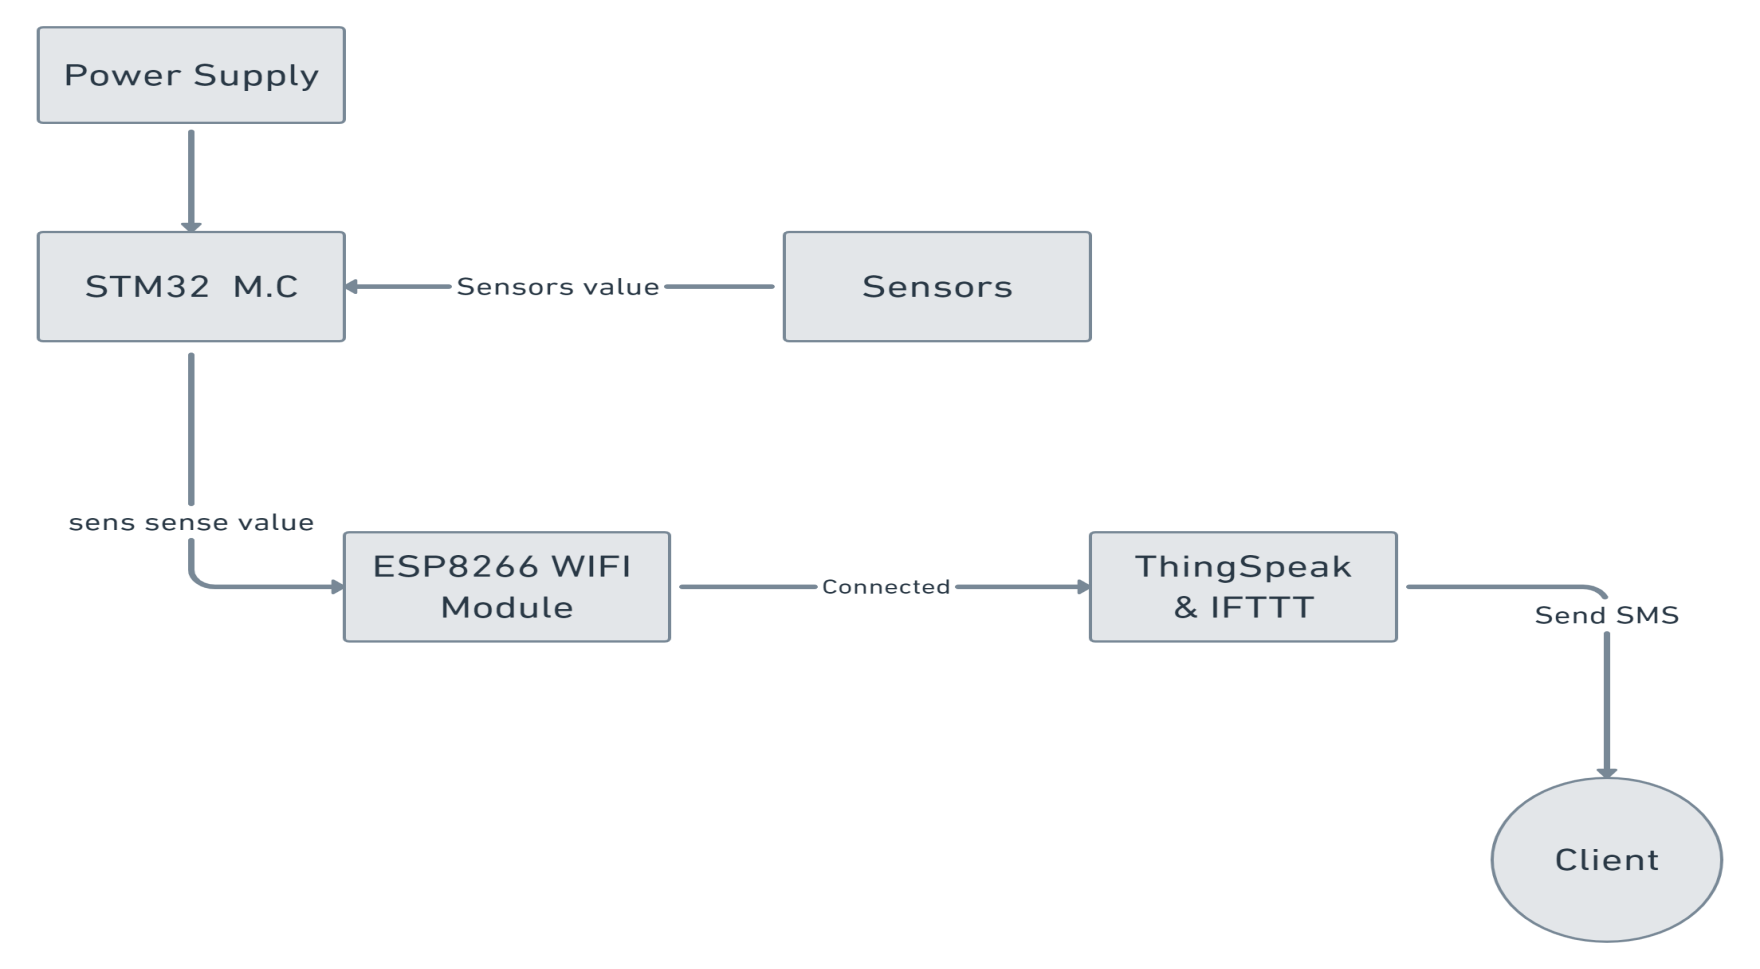 Power Supply
STM32 M.C
Sensors value
Sensors
sens sense value
ESP8266 WIFI
Module
Connected
ThingSpeak
& IFTTT
Send SMS
Client